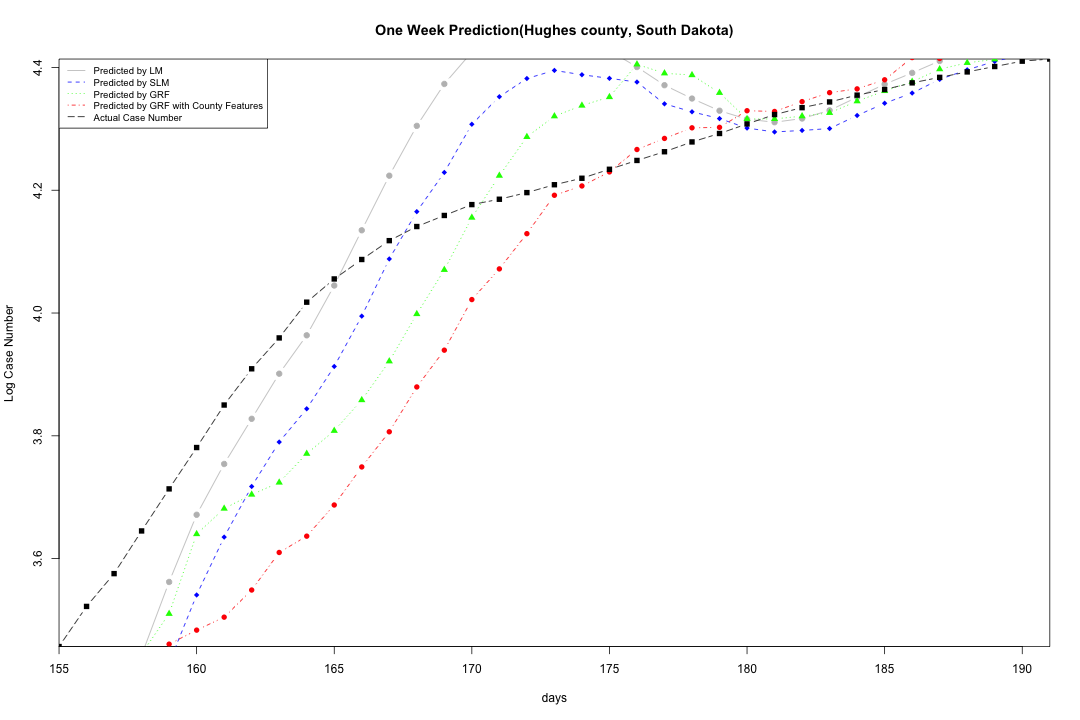 One Week Prediction(Hughes county, South Dakota)
Predicted by LM
Predicted by SLM
Predicted by GRF
Predicted by GRF with County Features
Actual Case Number
4.4
4.2
4.0
3.8
3.6
Log Case Number
155 160 165 170 175 180 185 190
days